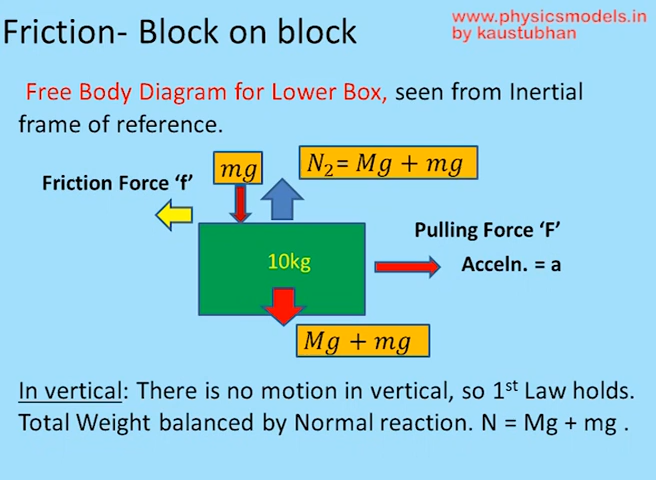 Friction- Block on block
www.physicsmodels.in
by kaustubhan
Free Body Diagram for Lower Box, seen from Inertial
frame of reference.
Friction Force ‘f’
mg
N₂= Mg + mg
Pulling Force ‘F’
Acceln. = a
10kg
Mg + mg
In vertical: There is no motion in vertical, so 1ˢᵗ Law holds.
Total Weight balanced by Normal reaction. N = Mg + mg .